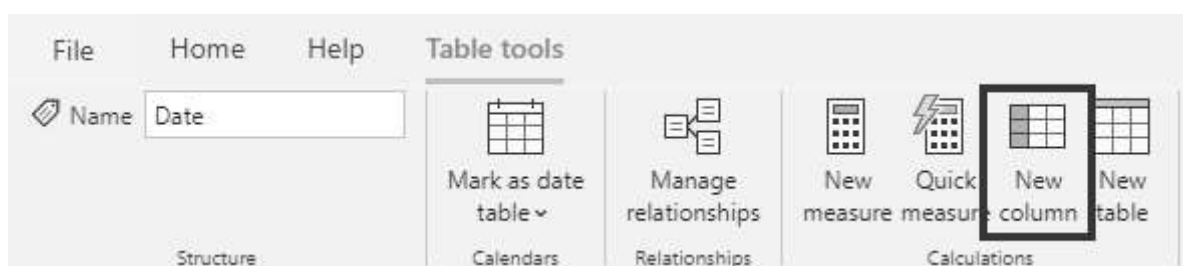 File Home Help Table tools
Name Date
Mark as date table
Manage relationships
New measure
Quick measure
New column
New table
Structure Calendars Relationships Calculations